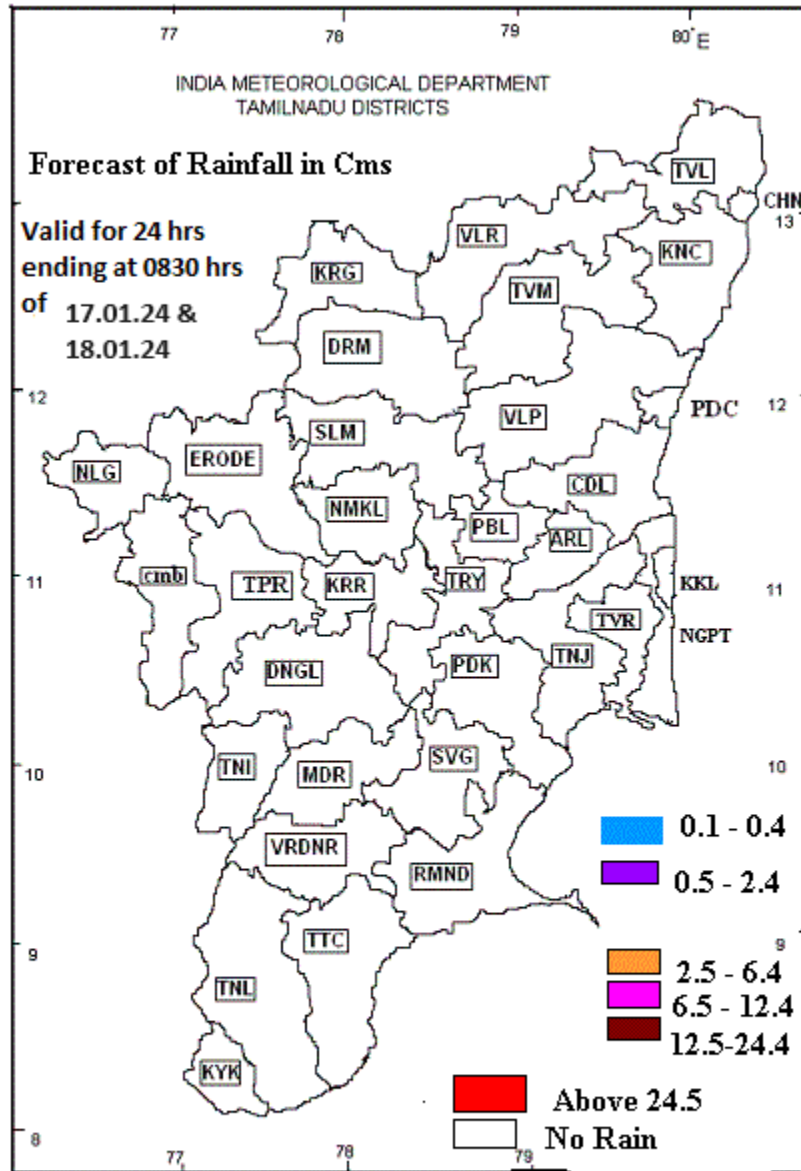 77 78 79 80°E
INDIA METEOROLOGICAL DEPARTMENT
TAMILNADU DISTRICTS
Forecast of Rainfall in Cms
Valid for 24 hrs
ending at 0830 hrs
of 17.01.24 &
18.01.24
TVL
CHN
13
VLR
KNC
KRG
TVM
DRM
12
12
PDC
VLP
SLM
ERODE
NLG
CDL
NMKL
PBL
ARL
11
cmb
TPR
KRR
TRY
KKL
11
TVR
NGPT
TNJ
PDK
DNGL
10
TNI
MDR
SVG
10
0.1 - 0.4
VRDNR
RMND
0.5 - 2.4
9
TTC
9
2.5 - 6.4
TNL
6.5 - 12.4
12.5-24.4
KYK
Above 24.5
No Rain
8
77 78 79